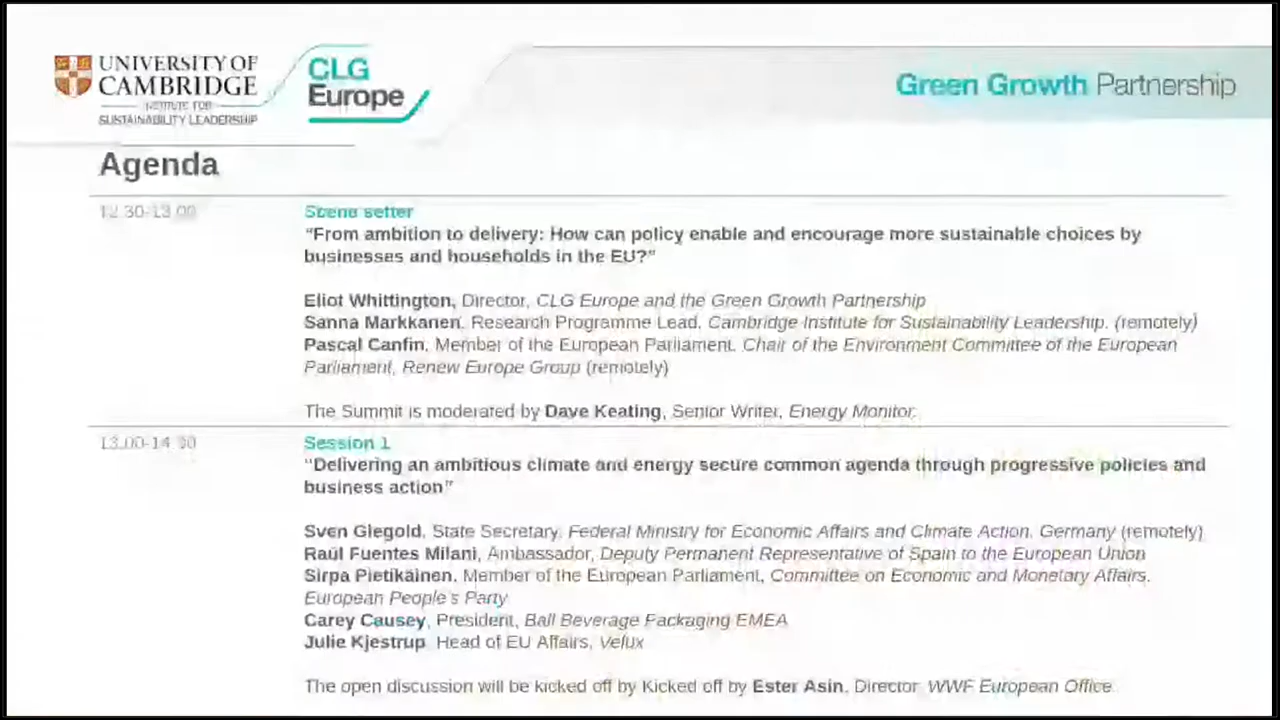 UNIVERSITY OF
CAMBRIDGE
INSTITUTE FOR
SUSTAINABILITY LEADERSHIP
CLG
Europe
Green Growth Partnership
Agenda
12.30-13.00
Scene setter
“From ambition to delivery: How can policy enable and encourage more sustainable choices by
businesses and households in the EU?”
Eliot Whittington, Director, CLG Europe and the Green Growth Partnership
Sanna Markkanen, Research Programme Lead, Cambridge Institute for Sustainability Leadership, (remotely)
Pascal Canfin, Member of the European Parliament, Chair of the Environment Committee of the European
Parliament, Renew Europe Group (remotely)
The Summit is moderated by Dave Keating, Senior Writer, Energy Monitor.
13.00-14.30
Session 1
“Delivering an ambitious climate and energy secure common agenda through progressive policies and
business action”
Sven Giegold, State Secretary, Federal Ministry for Economic Affairs and Climate Action, Germany (remotely)
Raúl Fuentes Milani, Ambassador, Deputy Permanent Representative of Spain to the European Union
Sirpa Pietikäinen, Member of the European Parliament, Committee on Economic and Monetary Affairs,
European People's Party
Carey Causey, President, Ball Beverage Packaging EMEA
Julie Kjestrup, Head of EU Affairs, Velux
The open discussion will be kicked off by Kicked off by Ester Asin, Director, WWF European Office.